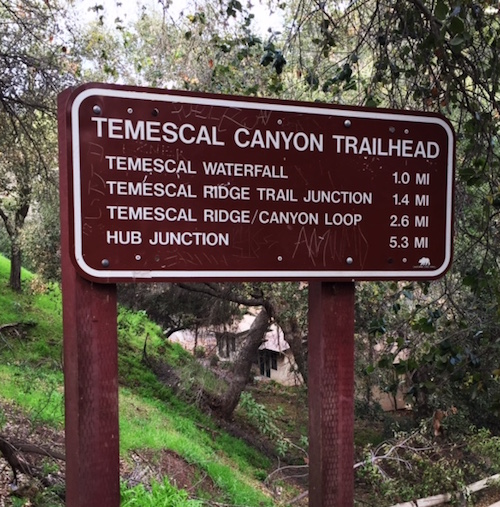 TEMESCAL CANYON TRAILHEAD
TEMESCAL WATERFALL 1.0 MI
TEMESCAL RIDGE TRAIL JUNCTION 1.4 MI
TEMESCAL RIDGE/CANYON LOOP 2.6 MI
HUB JUNCTION 5.3 MI